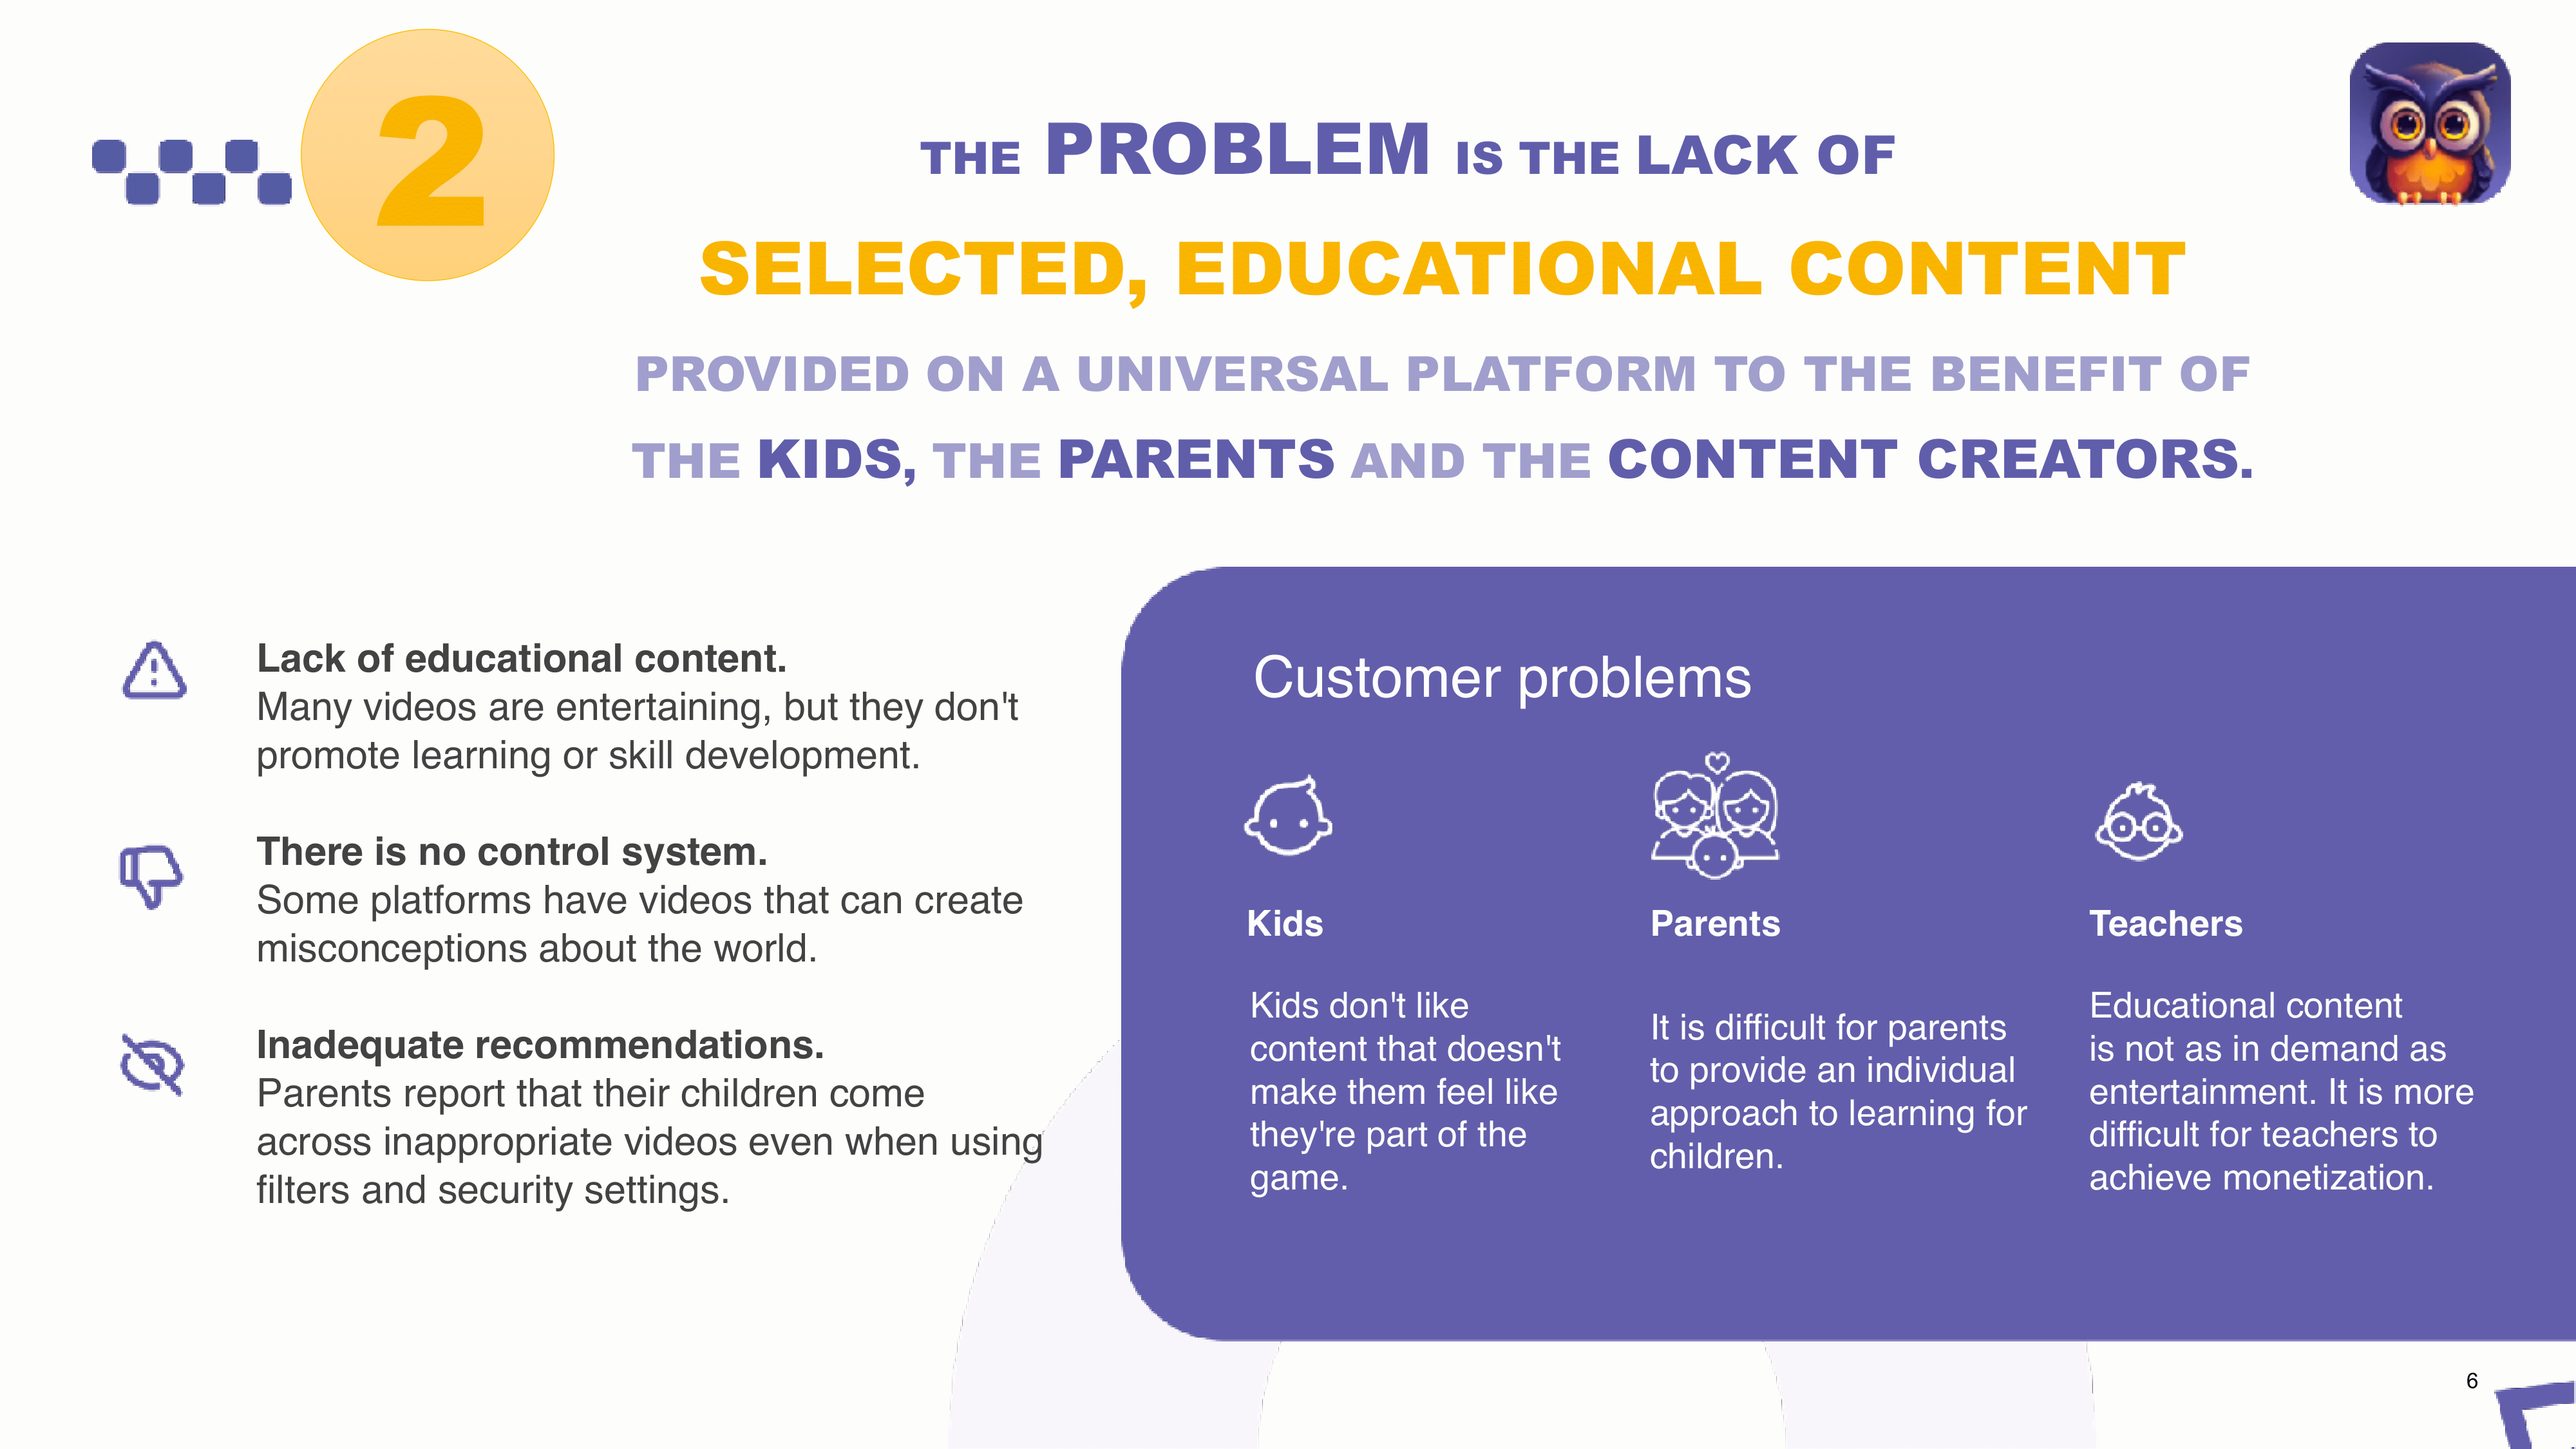 2
THE PROBLEM IS THE LACK OF
SELECTED, EDUCATIONAL CONTENT
PROVIDED ON A UNIVERSAL PLATFORM TO THE BENEFIT OF
THE KIDS, THE PARENTS AND THE CONTENT CREATORS.
Lack of educational content.
Many videos are entertaining, but they don't
promote learning or skill development.
There is no control system.
Some platforms have videos that can create
misconceptions about the world.
Inadequate recommendations.
Parents report that their children come
across inappropriate videos even when using
filters and security settings.
Customer problems
Kids
Kids don't like
content that doesn't
make them feel like
they're part of the
game.
Parents
It is difficult for parents
to provide an individual
approach to learning for
children.
Teachers
Educational content
is not as in demand as
entertainment. It is more
difficult for teachers to
achieve monetization.
6